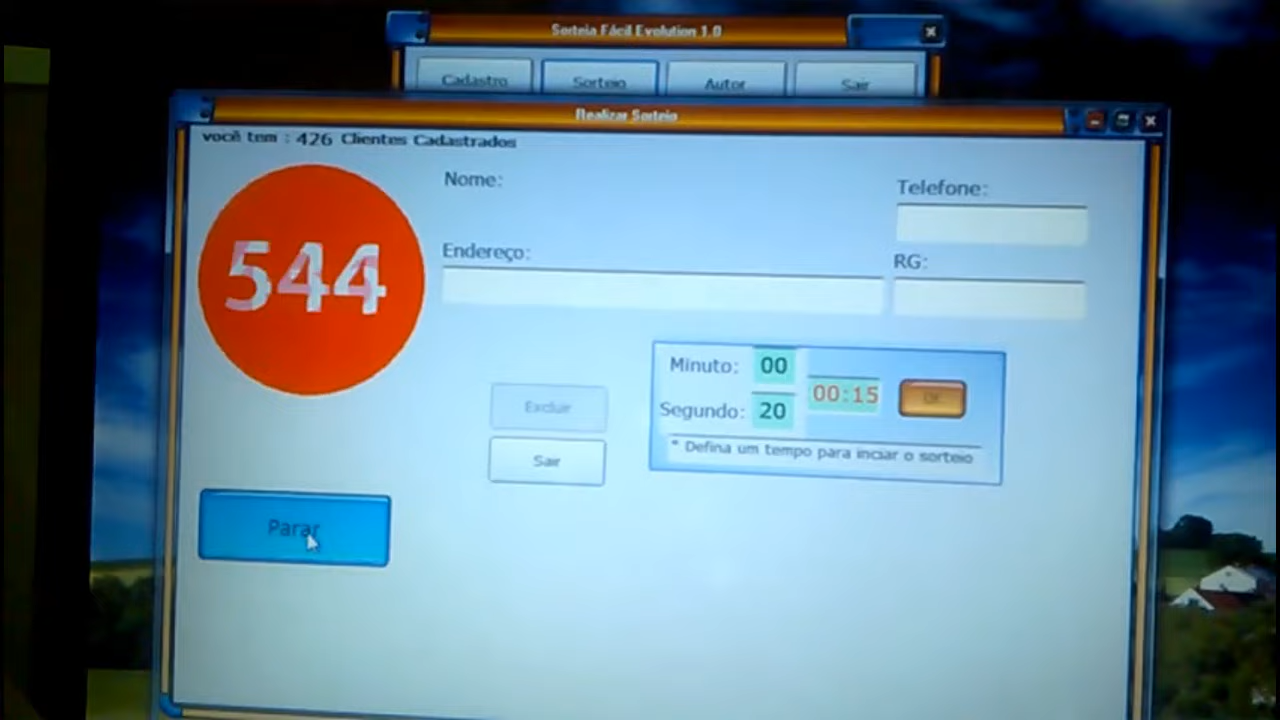 Sorteia Fácil Evolution 1.0
Cadastro Sorteio Autor Sair
Realizar Sorteio
você tem : 426 Clientes Cadastrados
544
Nome:
Telefone:
Endereço:
RG:
Minuto: 00
00:15
Segundo: 20
* Defina um tempo para inciar o sorteio
Excluir
Sair
Parar